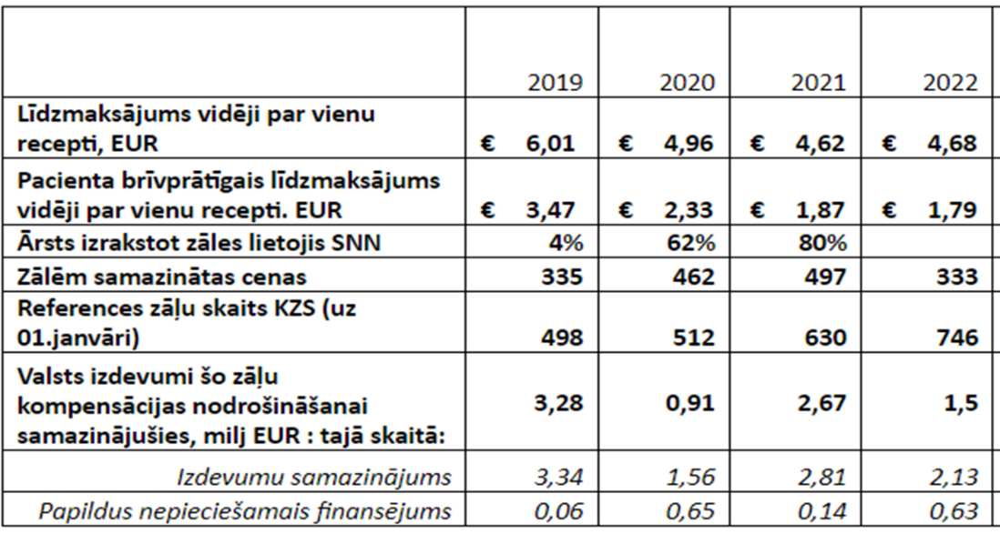 2019 2020 2021 2022
Līdzmaksājums vidēji par vienu
recepti, EUR € 6,01 € 4,96 € 4,62 € 4,68
Pacienta brīvprātīgais līdzmaksājums
vidēji par vienu recepti. EUR € 3,47 € 2,33 € 1,87 € 1,79
Ārsts izrakstot zāles lietojis SNN 4% 62% 80%
Zālēm samazinātas cenas 335 462 497 333
References zāļu skaits KZS (uz
01.janvāri) 498 512 630 746
Valsts izdevumi šo zāļu
kompensācijas nodrošināšanai 3,28 0,91 2,67 1,5
samazinājušies, milj EUR : tajā skaitā:
Izdevumu samazinājums 3,34 1,56 2,81 2,13
Papildus nepieciešamais finansējums 0,06 0,65 0,14 0,63